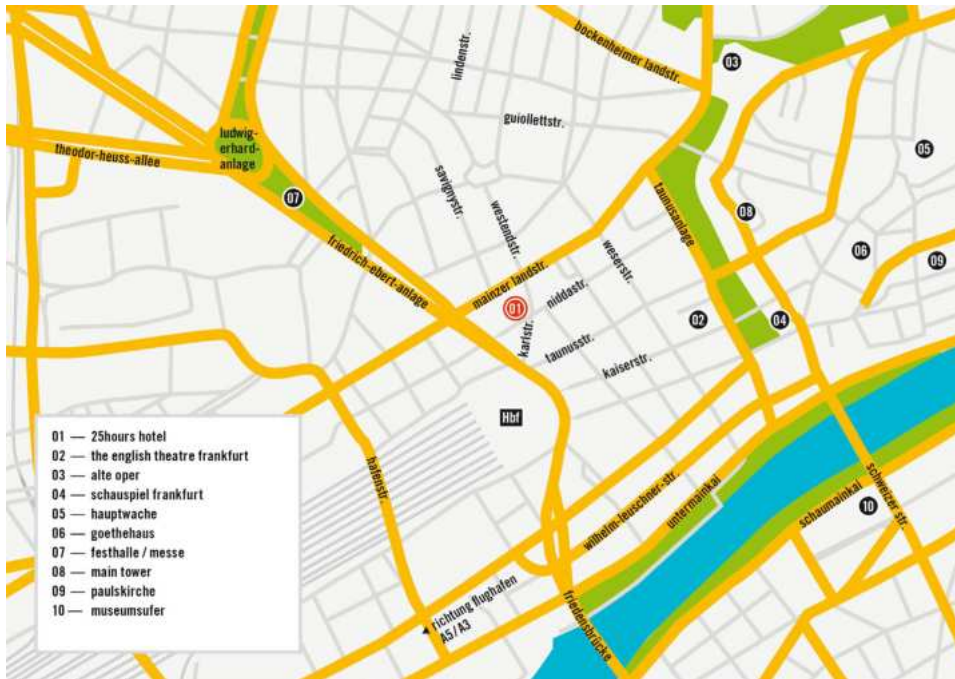 bockenheimer landstr.
lindenstr.
03
guiollettstr.
ludwig-
erhard-
anlage
theodor-heuss-allee
05
07
savignystr.
westendstr.
taunusanlage
08
friedrich-ebert-anlage
weserstr.
06
09
mainzer landstr.
niddastr.
01
02
04
karlstr.
taunusstr.
kaiserstr.
Hbf
hafenstr.
wilhelm-leuschner-str.
untermainkai
schaumainkai
schweizer str.
10
richtung flughafen
A5/A3
friedensbrücke
01 — 25hours hotel
02 — the english theatre frankfurt
03 — alte oper
04 — schauspiel frankfurt
05 — hauptwache
06 — goethehaus
07 — festhalle / messe
08 — main tower
09 — paulskirche
10 — museumsufer